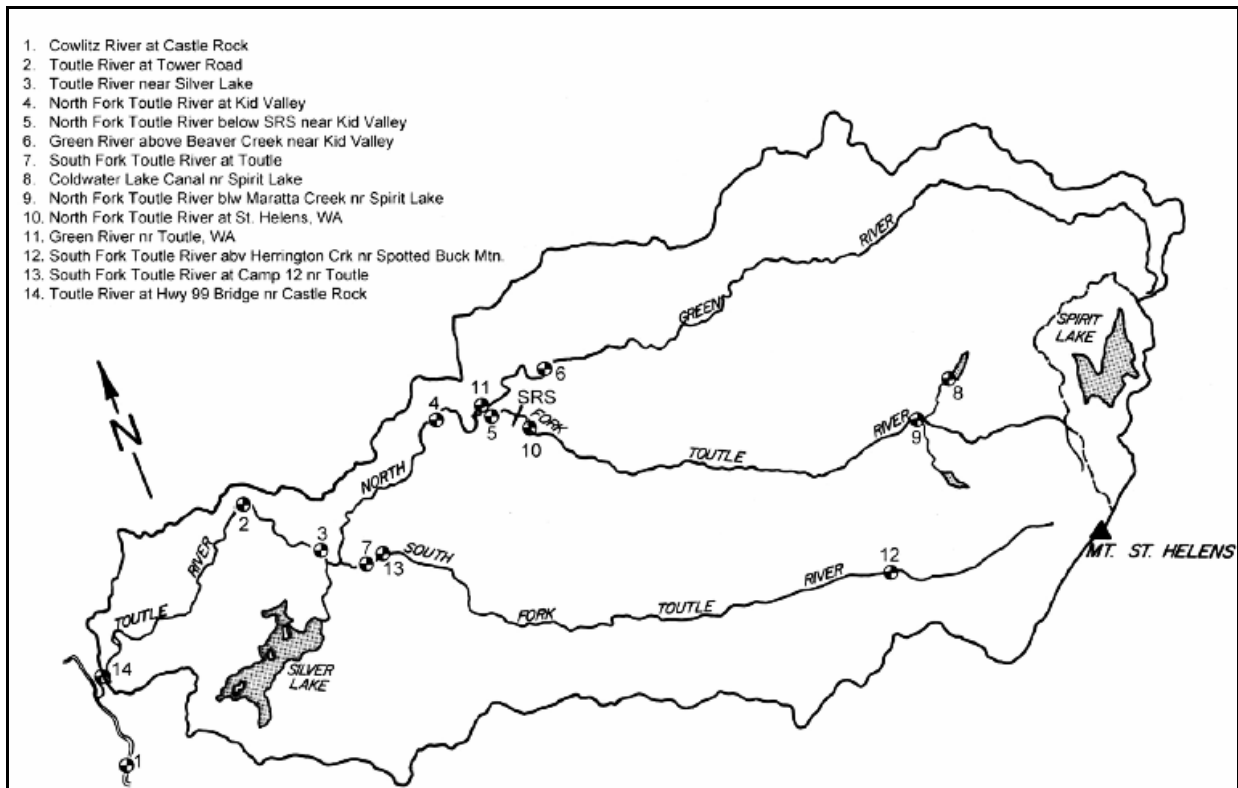 1. Cowlitz River at Castle Rock
2. Toutle River at Tower Road
3. Toutle River near Silver Lake
4. North Fork Toutle River at Kid Valley
5. North Fork Toutle River below SRS near Kid Valley
6. Green River above Beaver Creek near Kid Valley
7. South Fork Toutle River at Toutle
8. Coldwater Lake Canal nr Spirit Lake
9. North Fork Toutle River blw Maratta Creek nr Spirit Lake
10. North Fork Toutle River at St. Helens, WA
11. Green River nr Toutle, WA
12. South Fork Toutle River abv Herrington Crk nr Spotted Buck Mtn.
13. South Fork Toutle River at Camp 12 nr Toutle
14. Toutle River at Hwy 99 Bridge nr Castle Rock
N
GREEN RIVER
SPIRIT
LAKE
6
8
11
SRS
4
5
10
9
NORTH FORK TOUTLE RIVER
2
3
7
13
12
SOUTH FORK TOUTLE RIVER
MT. ST. HELENS
TOUTLE RIVER
SILVER
LAKE
14
1